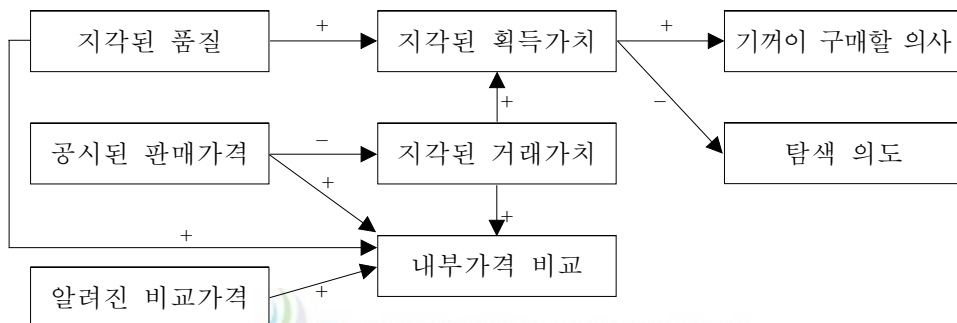 지각된 품질
+
지각된 획득가치
+
기꺼이 구매할 의사
+
−
공시된 판매가격
−
지각된 거래가치
탐색 의도
+
+
+
내부가격 비교
알려진 비교가격
+